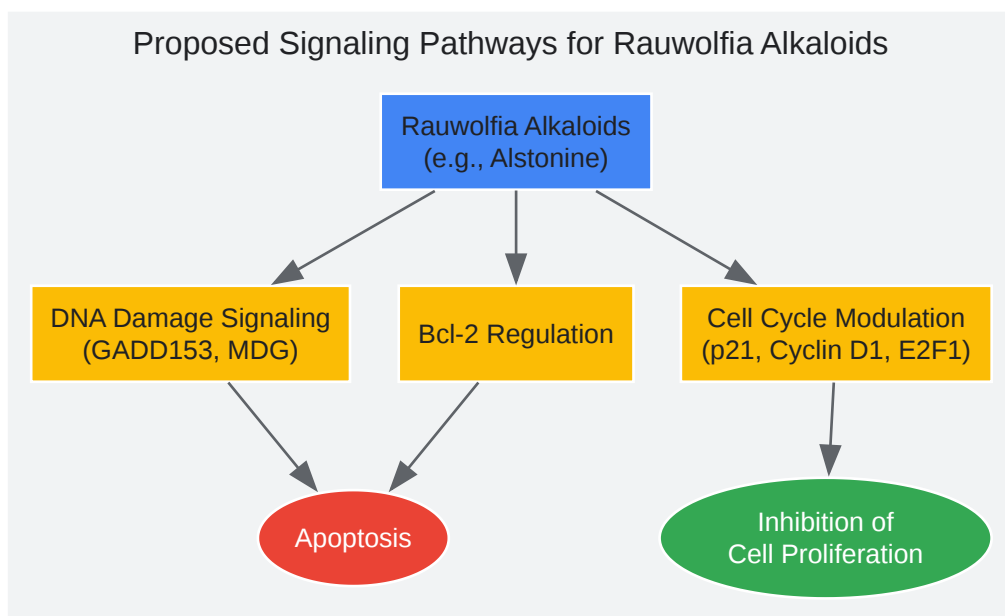 Proposed Signaling Pathways for Rauwolfia Alkaloids
Rauwolfia Alkaloids
(e.g., Alstonine)
DNA Damage Signaling
(GADD153, MDG)
Bcl-2 Regulation
Cell Cycle Modulation
(p21, Cyclin D1, E2F1)
Apoptosis
Inhibition of
Cell Proliferation